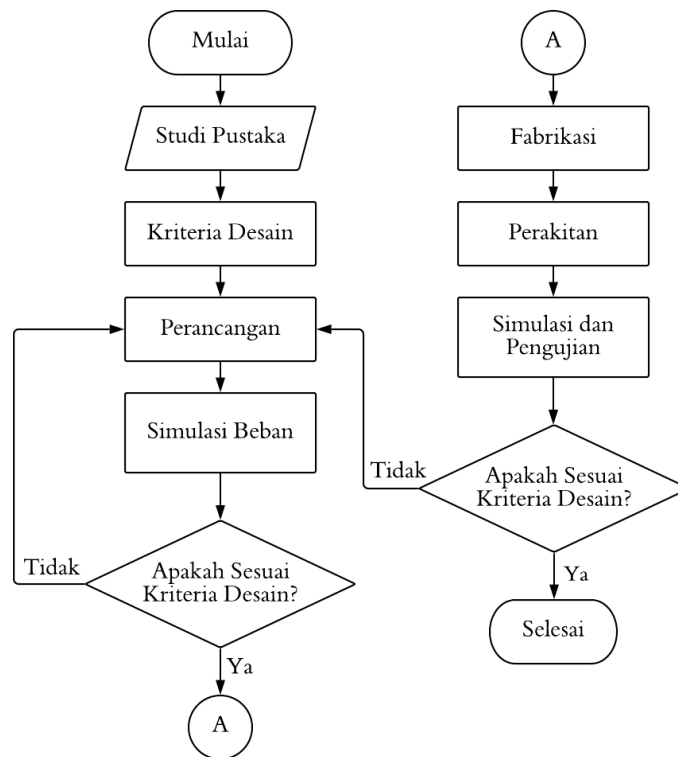 Mulai
Studi Pustaka
Kriteria Desain
Perancangan
Simulasi Beban
Apakah Sesuai
Kriteria Desain?
Tidak
Ya
A
A
Fabrikasi
Perakitan
Simulasi dan
Pengujian
Apakah Sesuai
Kriteria Desain?
Tidak
Ya
Selesai